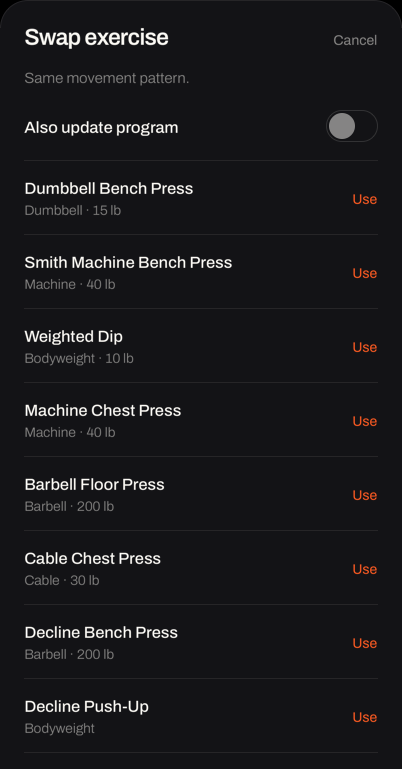 Swap exercise
Cancel
Same movement pattern.
Also update program
Dumbbell Bench Press
Dumbbell · 15 lb
Use
Smith Machine Bench Press
Machine · 40 lb
Use
Weighted Dip
Bodyweight · 10 lb
Use
Machine Chest Press
Machine · 40 lb
Use
Barbell Floor Press
Barbell · 200 lb
Use
Cable Chest Press
Cable · 30 lb
Use
Decline Bench Press
Barbell · 200 lb
Use
Decline Push-Up
Bodyweight
Use